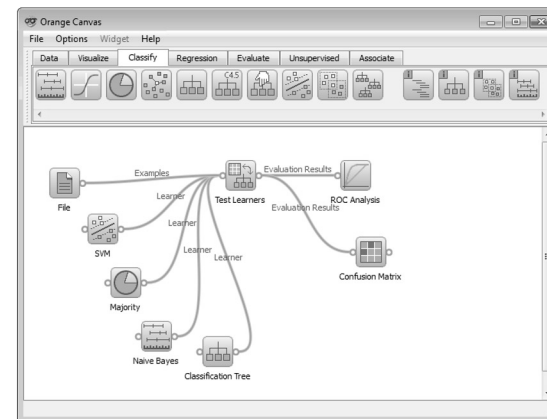 Orange Canvas
File Options Widget Help
Data Visualize Classify Regression Evaluate Unsupervised Associate
C4.5
Examples
Evaluation Results
File
Test Learners
ROC Analysis
Learner
Evaluation Results
Learner
SVM
Learner
Learner
Confusion Matrix
Majority
Naive Bayes
Classification Tree